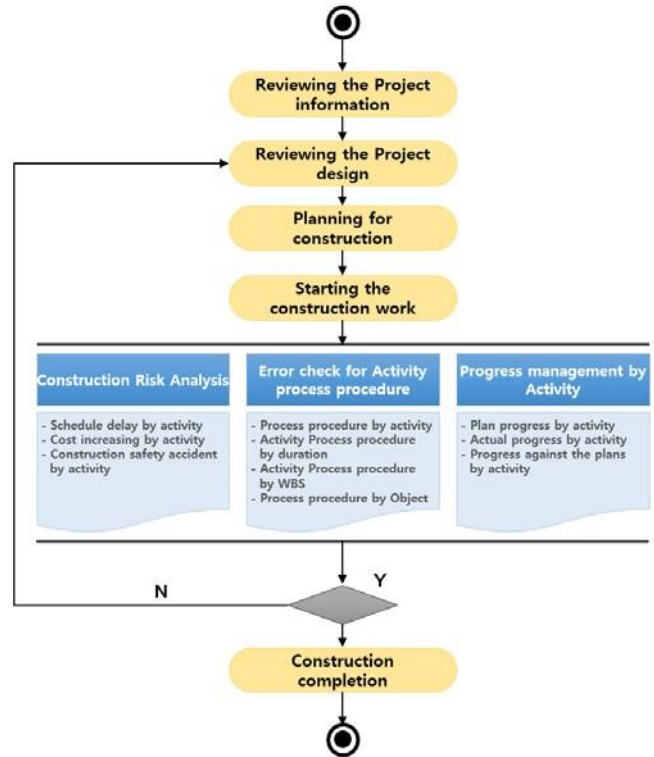 Reviewing the Project
information
Reviewing the Project
design
Planning for
construction
Starting the
construction work
Construction Risk Analysis
- Schedule delay by activity
- Cost increasing by activity
- Construction safety accident
by activity
Error check for Activity
process procedure
- Process procedure by activity
- Activity Process procedure
by duration
- Activity Process procedure
by WBS
- Process procedure by Object
Progress management by
Activity
- Plan progress by activity
- Actual progress by activity
- Progress against the plans
by activity
N
Y
Construction
completion